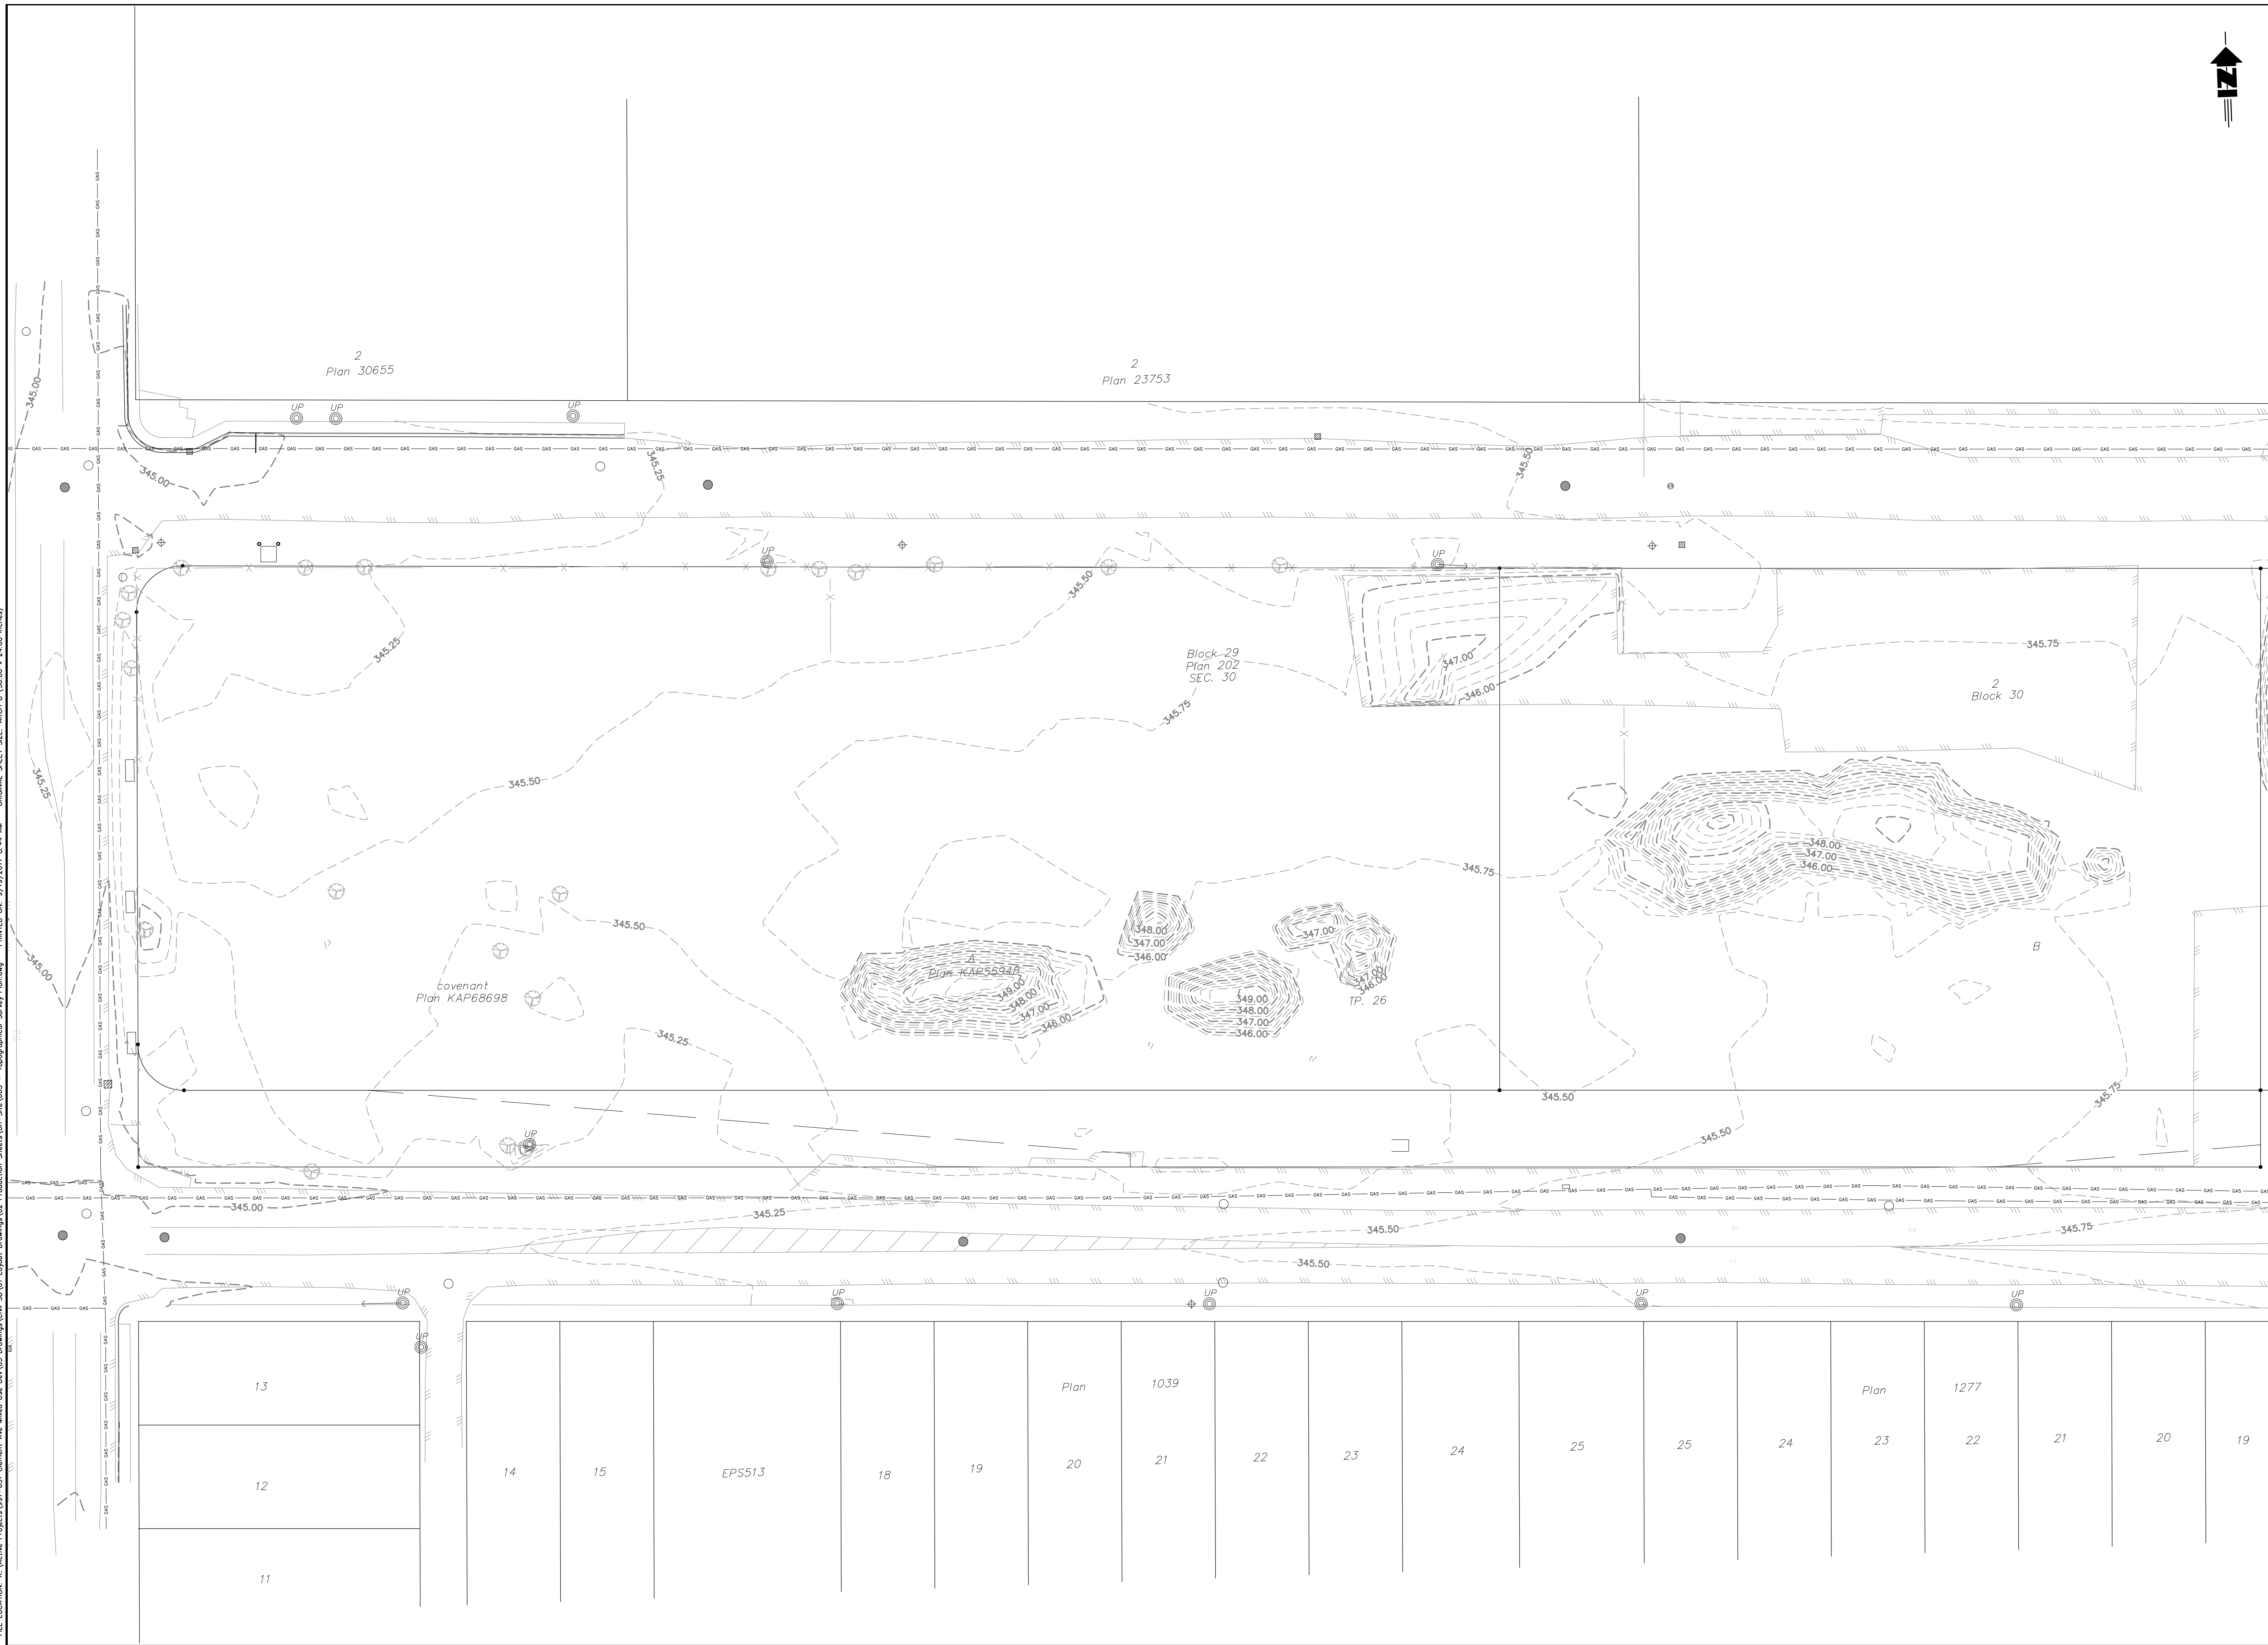 N
2
Plan 30655
2
Plan 23753
345.00
UP
UP
UP
GAS
345.00
345.25
345.50
UP
UP
345.25
345.50
Block 29
Plan 202
SEC. 30
347.00
346.00
345.75
345.75
2
Block 30
345.25
345.50
345.75
348.00
347.00
346.00
345.50
348.00
347.00
346.00
347.00
347.00
346.00
TP. 26
A
Plan KAP55948
349.00
348.00
347.00
346.00
349.00
348.00
347.00
346.00
B
covenant
Plan KAP68698
345.00
345.25
345.50
345.75
UP
345.50
345.00
345.25
345.50
345.75
345.50
UP
UP
UP
UP
UP
UP
13
12
11
14
15
EPS513
18
19
20
21
22
23
24
25
25
24
23
22
21
20
19
Plan 1039
Plan 1277